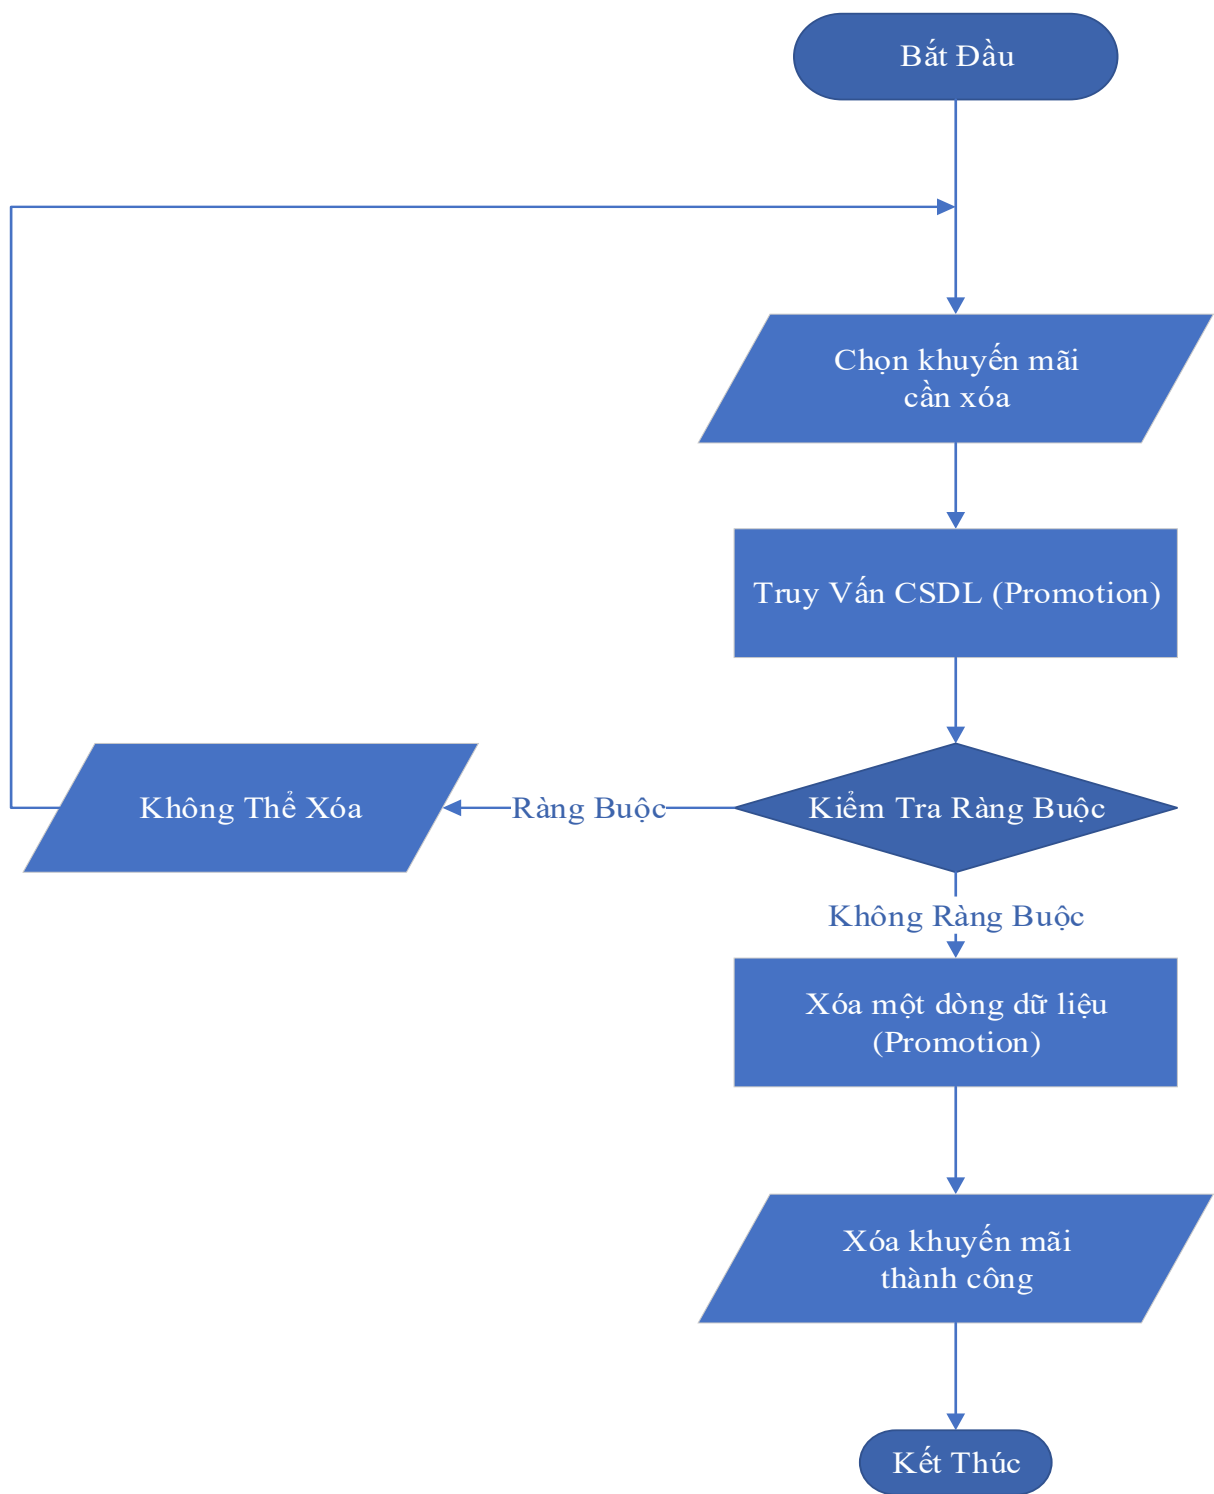 Bắt Đầu
Chọn khuyến mãi
cần xóa
Truy Vấn CSDL (Promotion)
Không Thể Xóa
Ràng Buộc
Kiểm Tra Ràng Buộc
Không Ràng Buộc
Xóa một dòng dữ liệu
(Promotion)
Xóa khuyến mãi
thành công
Kết Thúc